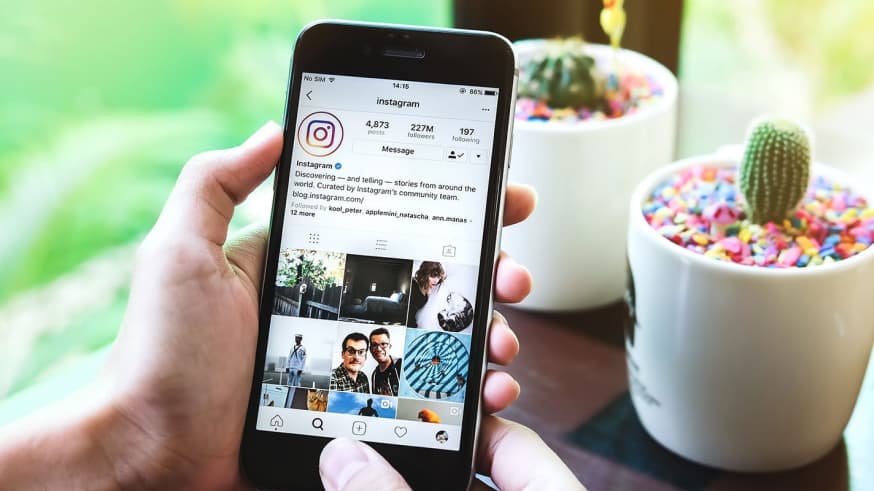 No SIM 14:15 86%
instagram
4,873 227M 197
posts followers following
Message
Instagram
Discovering — and telling — stories from around the
world. Curated by Instagram's community team.
blog.instagram.com/
Followed by kool_peter, applemini_natascha, ann.manas
12 more